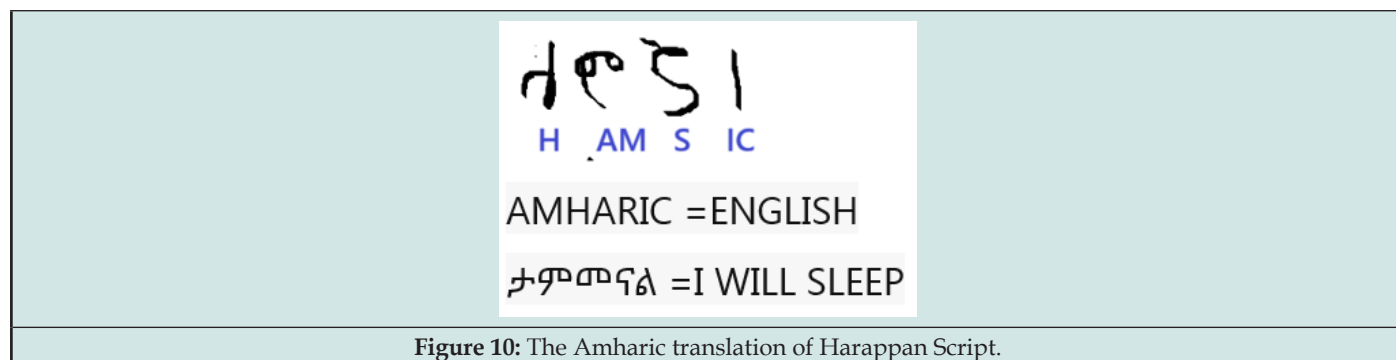 H AM S IC
AMHARIC =ENGLISH
ታምመናል =I WILL SLEEP
Figure 10: The Amharic translation of Harappan Script.